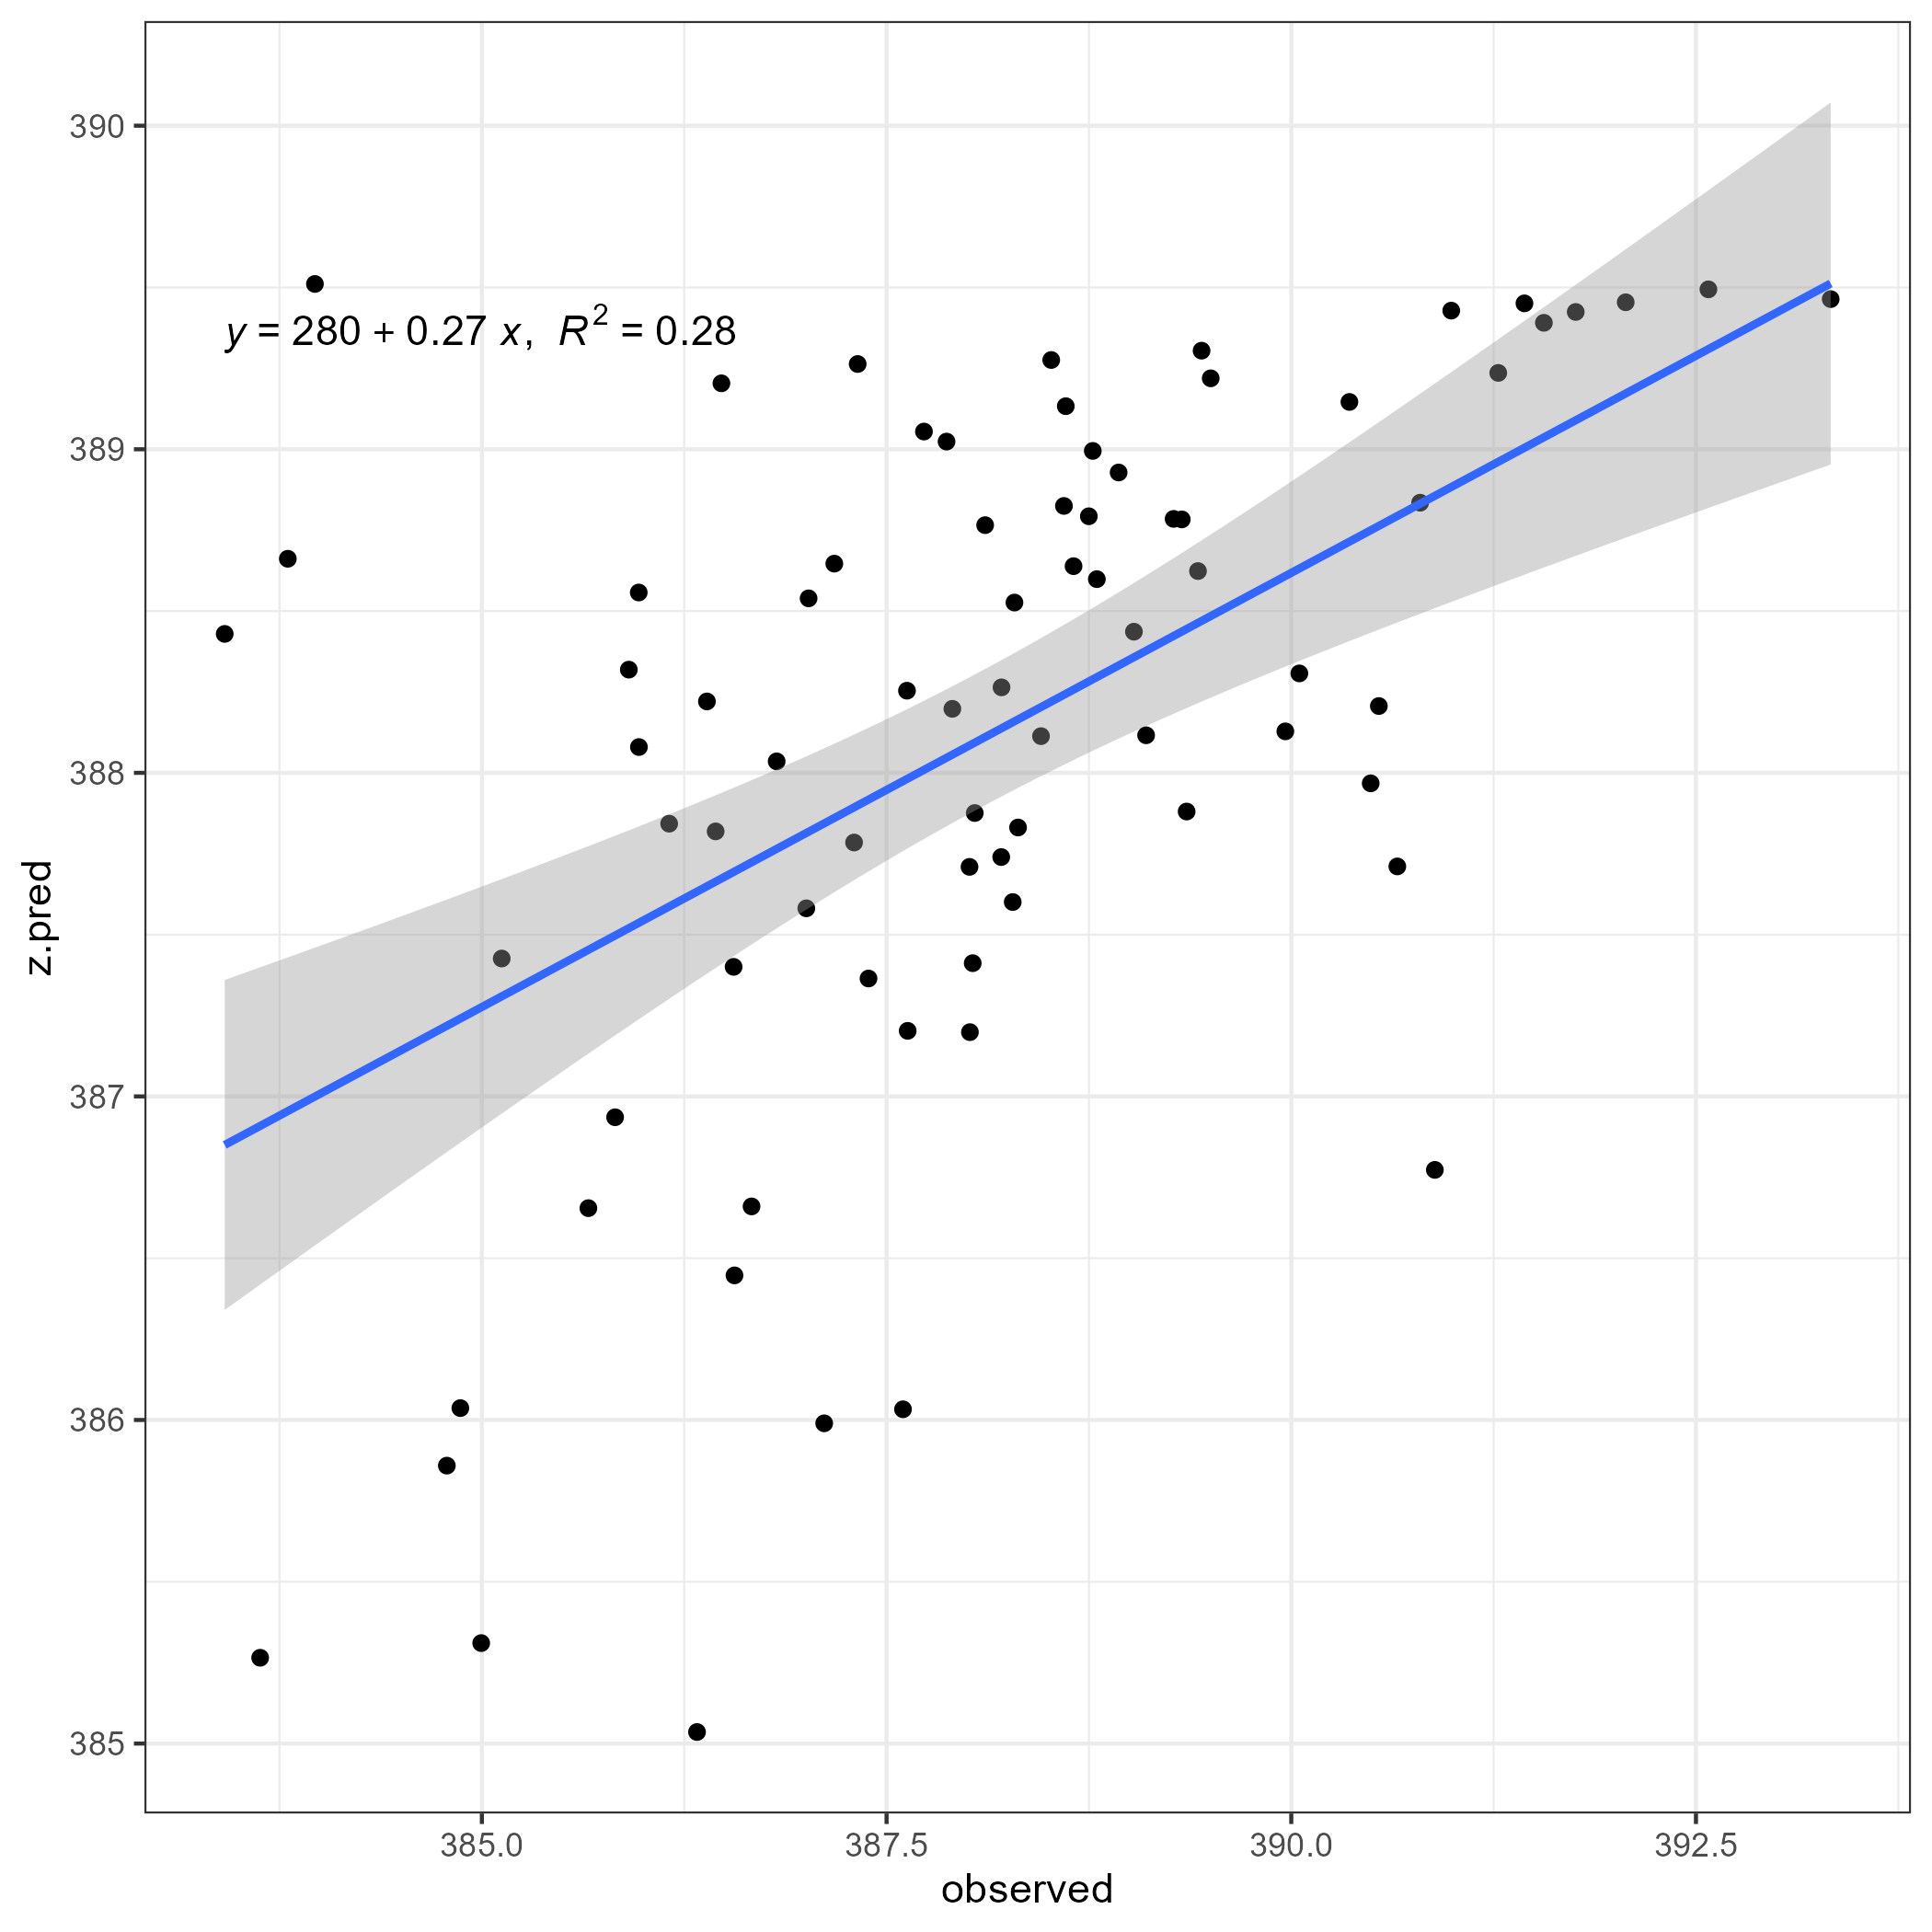 y = 280 + 0.27 x, R² = 0.28
390
389
388
387
386
385
z.pred
385.0 387.5 390.0 392.5
observed